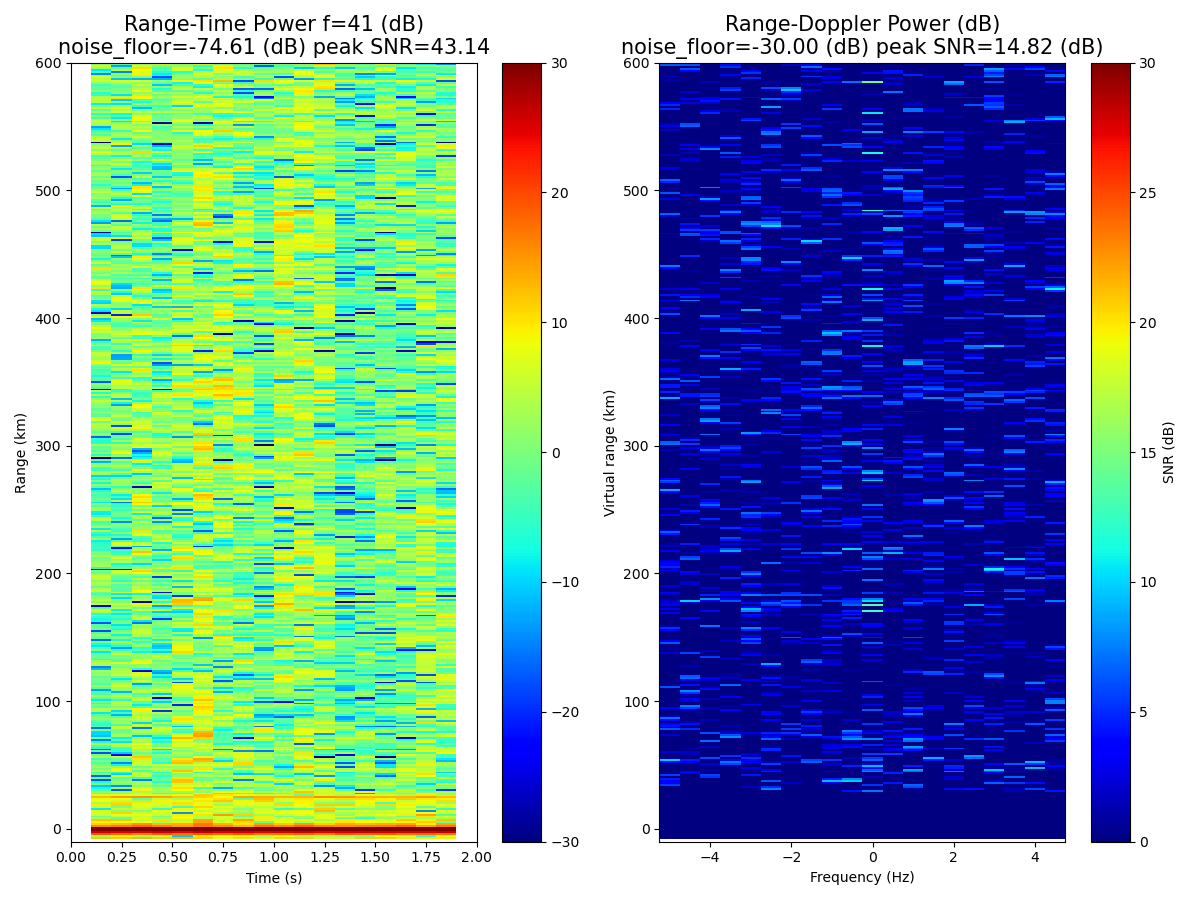 Range-Time Power f=41 (dB)
noise_floor=-74.61 (dB) peak SNR=43.14
600
500
400
300
200
100
0
Range (km)
0.00 0.25 0.50 0.75 1.00 1.25 1.50 1.75 2.00
Time (s)
30
20
10
0
−10
−20
−30
Range-Doppler Power (dB)
noise_floor=-30.00 (dB) peak SNR=14.82 (dB)
600
500
400
300
200
100
0
Virtual range (km)
−4 −2 0 2 4
Frequency (Hz)
30
25
20
15
10
5
0
SNR (dB)